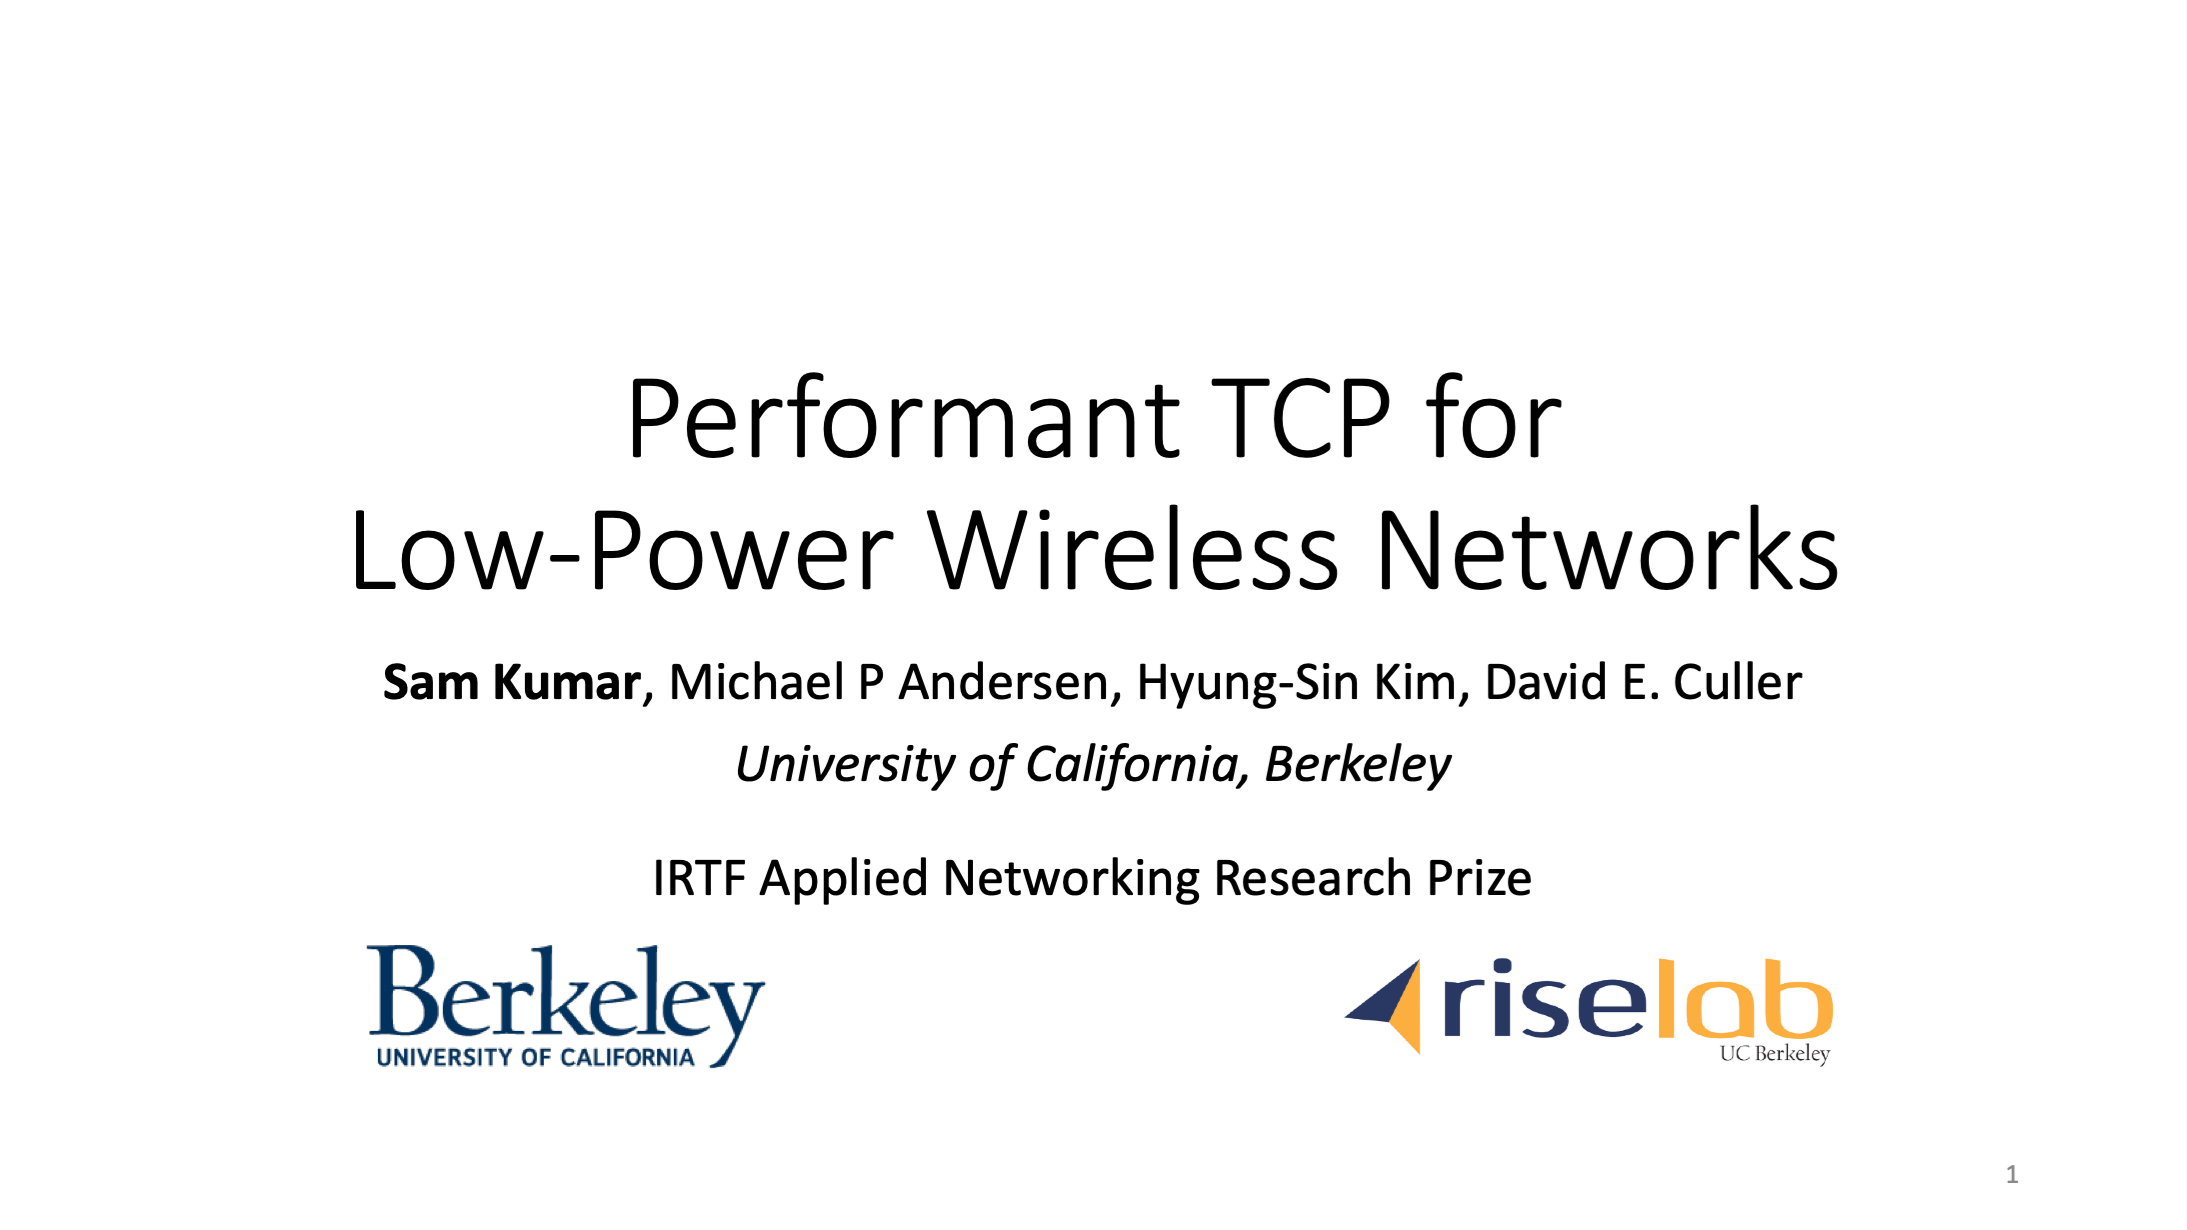 Performant TCP for
Low-Power Wireless Networks
Sam Kumar, Michael P Andersen, Hyung-Sin Kim, David E. Culler
University of California, Berkeley
IRTF Applied Networking Research Prize
Berkeley
UNIVERSITY OF CALIFORNIA
riselab
UC Berkeley
1